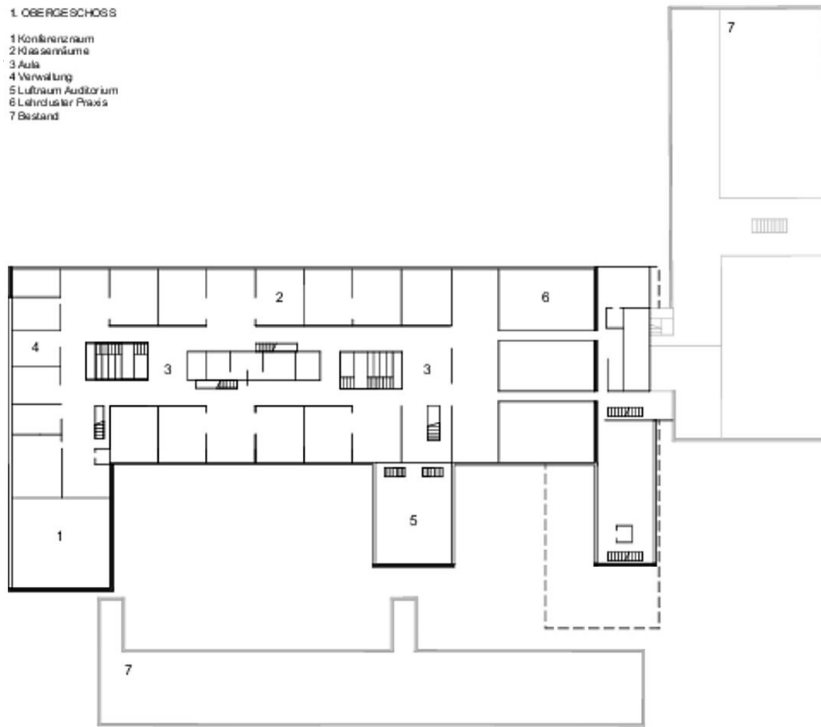 1. OBERGESCHOSS
1 Konferenzraum
2 Klassenräume
3 Aula
4 Verwaltung
5 Luftraum Auditorium
6 Lehrcluster Praxis
7 Bestand
7
2
6
4
3
3
5
1
7